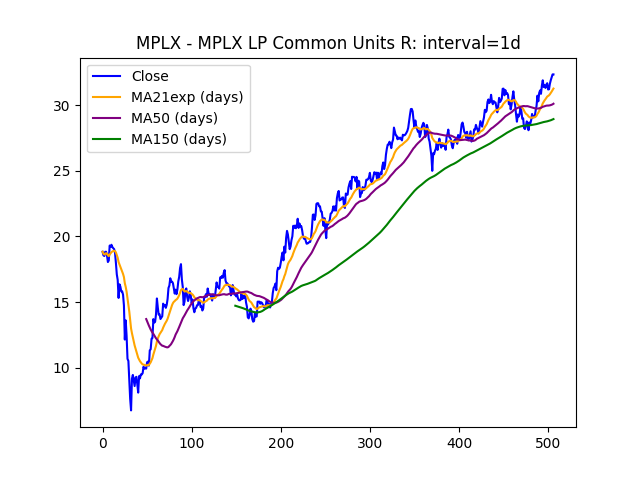 MPLX - MPLX LP Common Units R: interval=1d
Close
MA21exp (days)
MA50 (days)
MA150 (days)
30
25
20
15
10
0 100 200 300 400 500